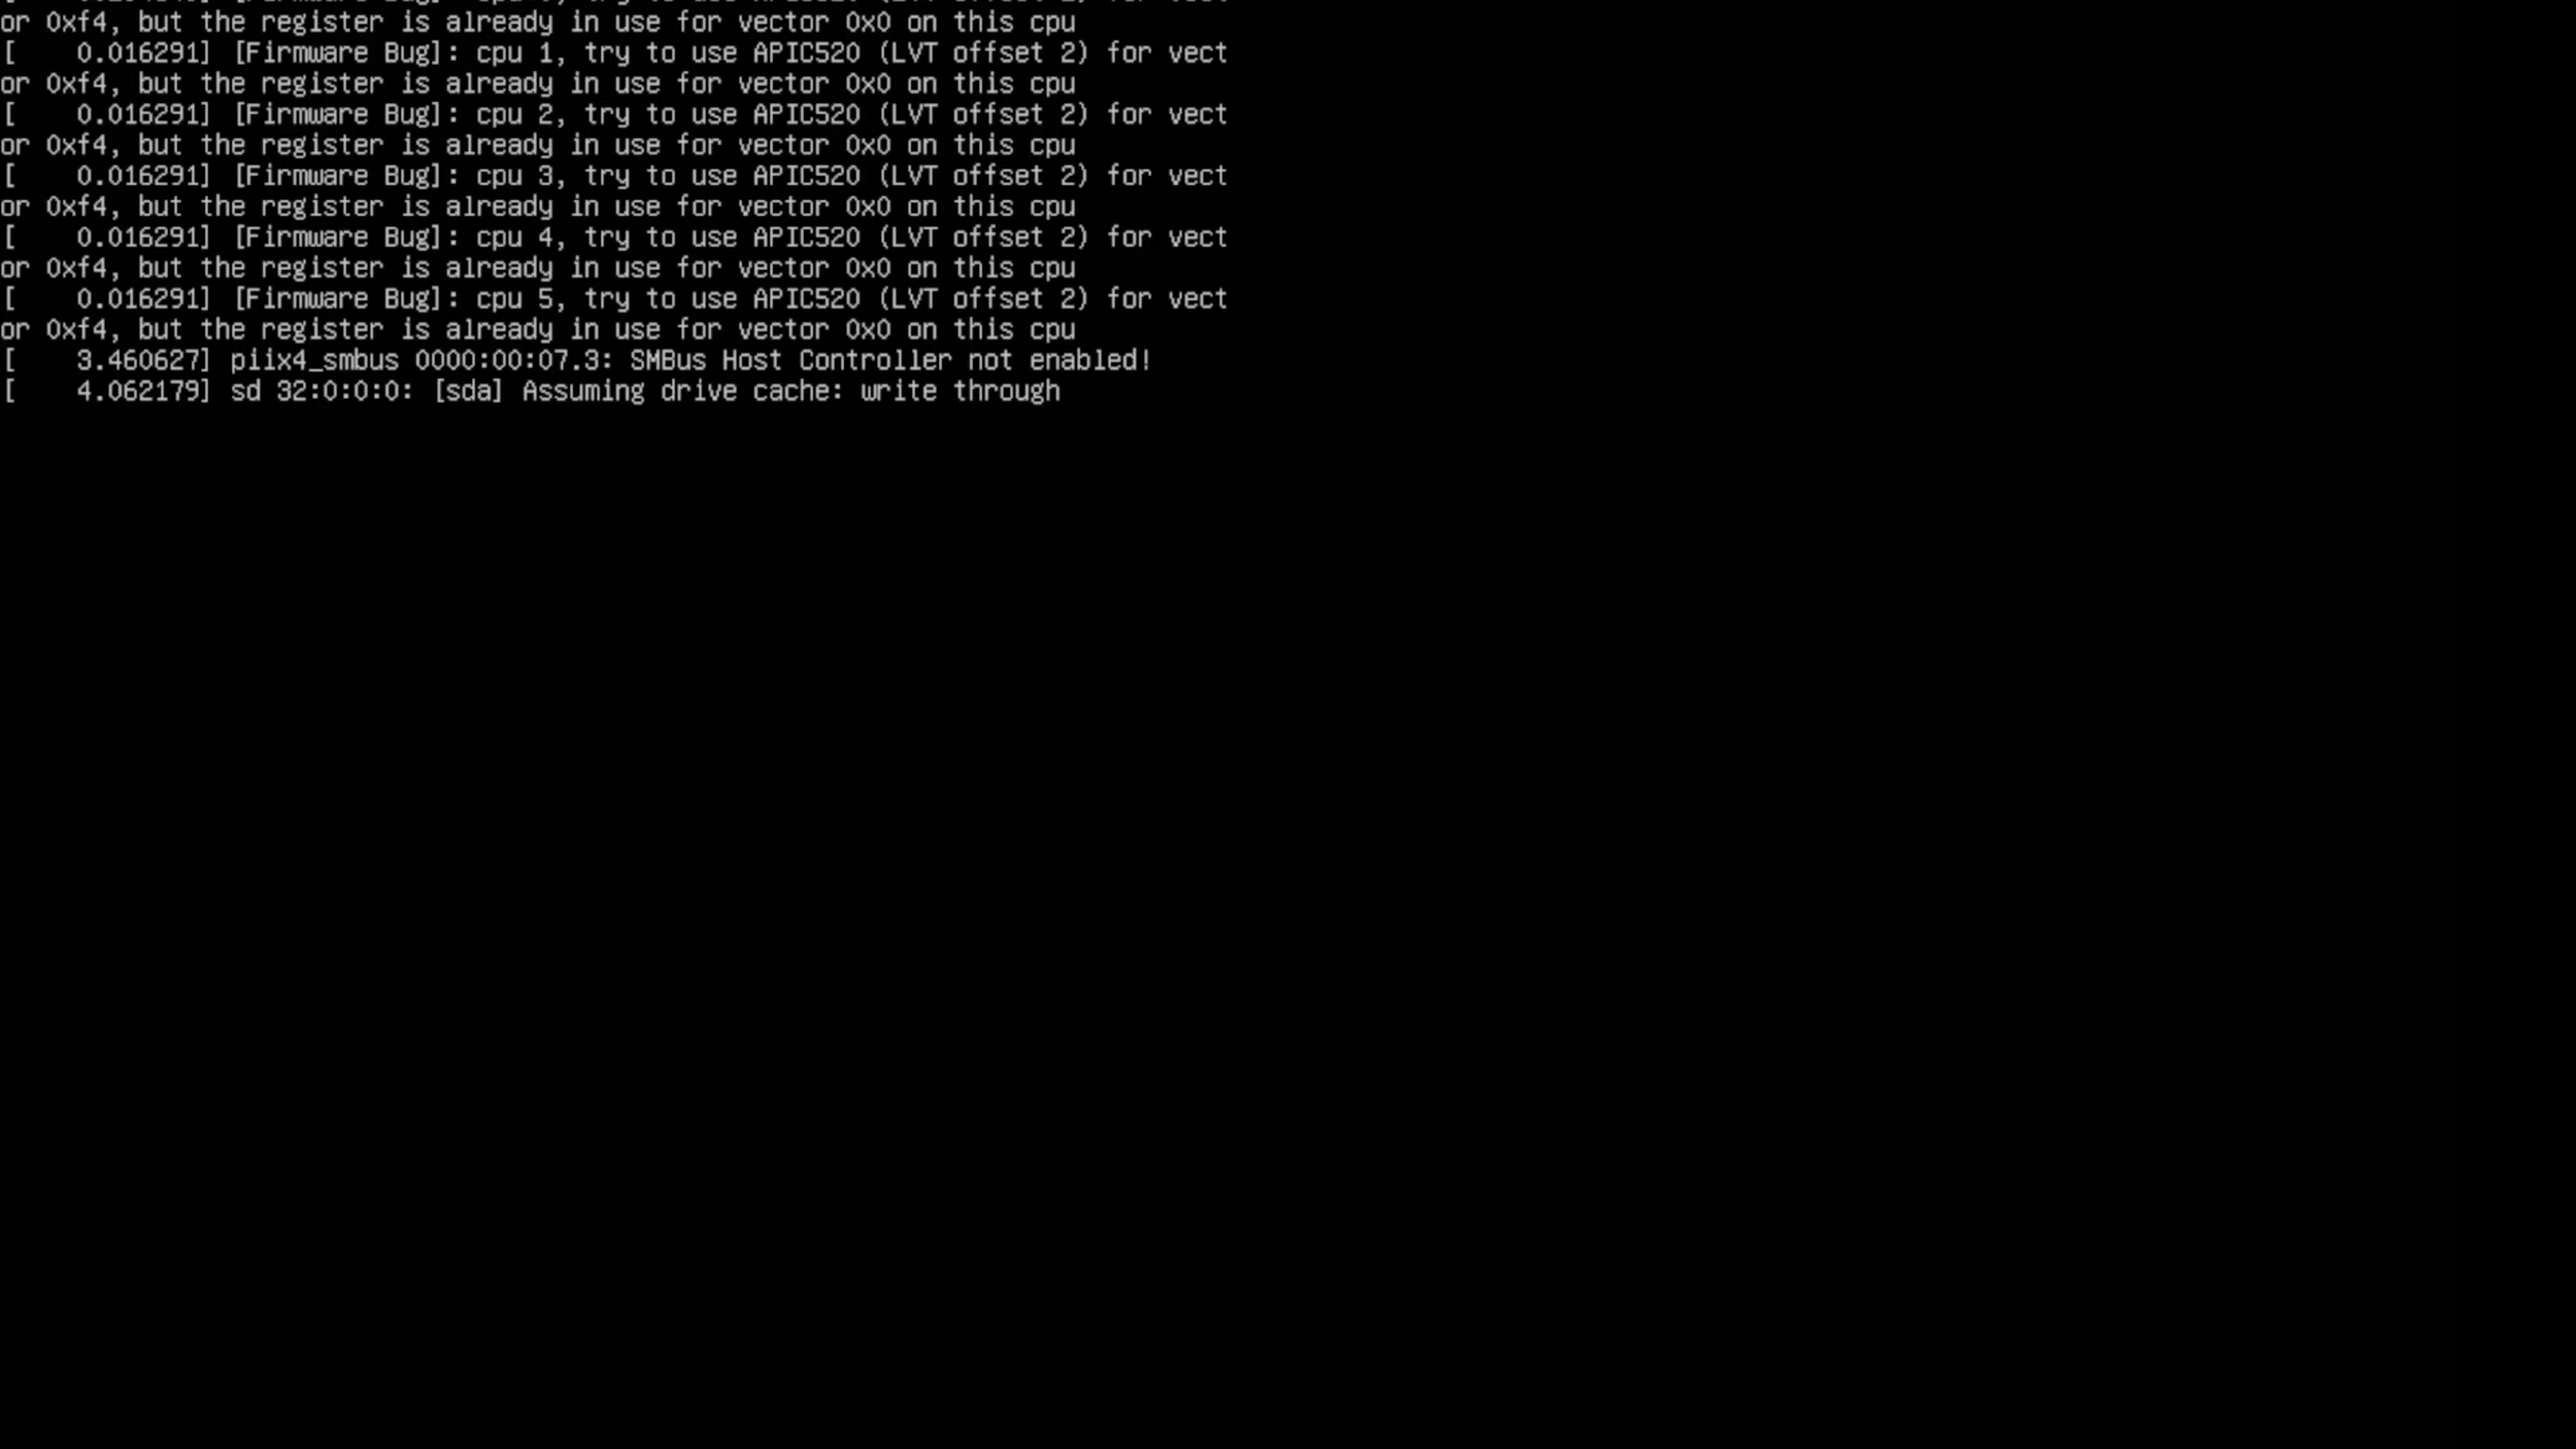 or 0xf4, but the register is already in use for vector 0x0 on this cpu
[    0.016291] [Firmware Bug]: cpu 1, try to use APIC520 (LVT offset 2) for vect
or 0xf4, but the register is already in use for vector 0x0 on this cpu
[    0.016291] [Firmware Bug]: cpu 2, try to use APIC520 (LVT offset 2) for vect
or 0xf4, but the register is already in use for vector 0x0 on this cpu
[    0.016291] [Firmware Bug]: cpu 3, try to use APIC520 (LVT offset 2) for vect
or 0xf4, but the register is already in use for vector 0x0 on this cpu
[    0.016291] [Firmware Bug]: cpu 4, try to use APIC520 (LVT offset 2) for vect
or 0xf4, but the register is already in use for vector 0x0 on this cpu
[    0.016291] [Firmware Bug]: cpu 5, try to use APIC520 (LVT offset 2) for vect
or 0xf4, but the register is already in use for vector 0x0 on this cpu
[    3.460627] piix4_smbus 0000:00:07.3: SMBus Host Controller not enabled!
[    4.062179] sd 32:0:0:0: [sda] Assuming drive cache: write through